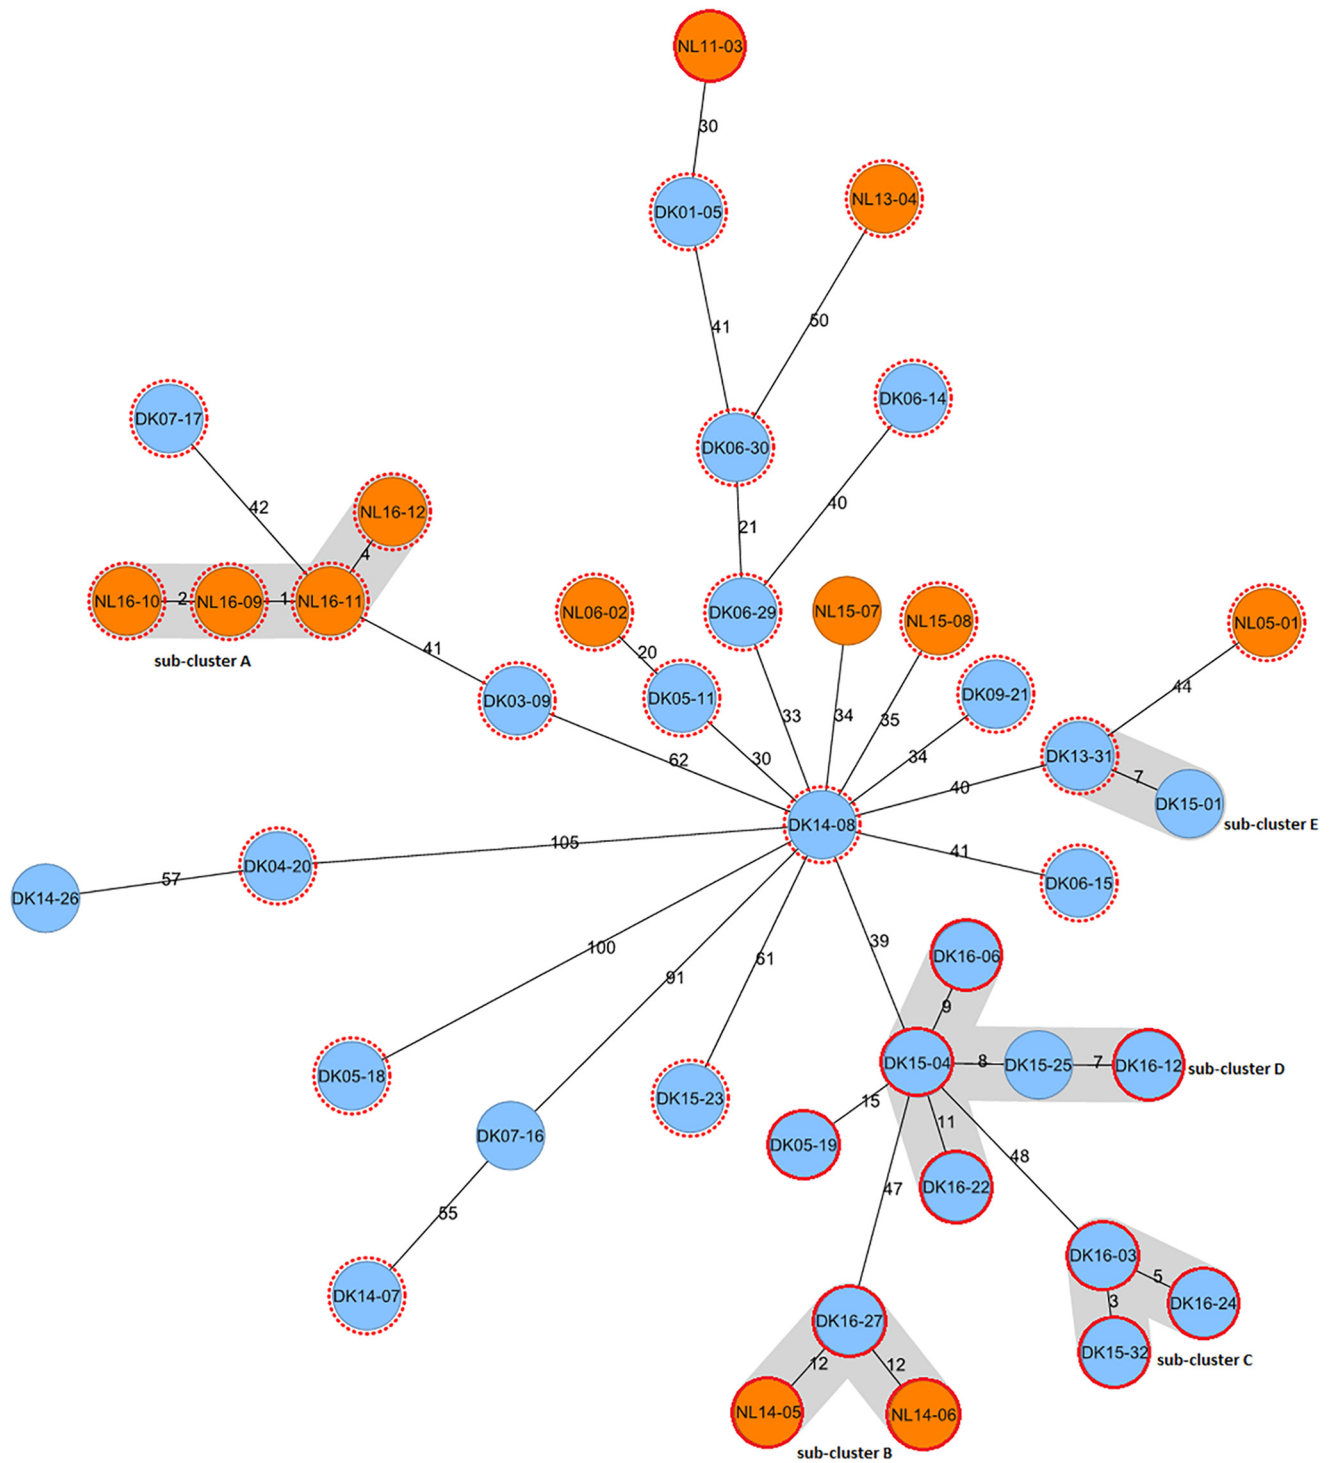 NL11-03
30
DK01-05
NL13-04
41
50
DK06-14
DK07-17
DK06-30
40
42
NL16-12
21
4
NL16-10
2
NL16-09
1
NL16-11
NL06-02
DK06-29
NL15-07
NL15-08
NL05-01
sub-cluster A
41
20
44
DK03-09
DK05-11
DK09-21
33
34
35
DK13-31
62
30
34
7
40
DK15-01
DK14-08
sub-cluster E
105
41
DK04-20
57
DK06-15
DK14-26
100
39
DK16-06
61
91
9
DK15-04
8
DK15-25
7
DK16-12
sub-cluster D
DK05-18
DK15-23
15
11
DK07-16
DK05-19
48
47
DK16-22
55
DK16-03
5
DK14-07
3
DK16-24
DK16-27
DK15-32
sub-cluster C
12
12
NL14-05
NL14-06
sub-cluster B